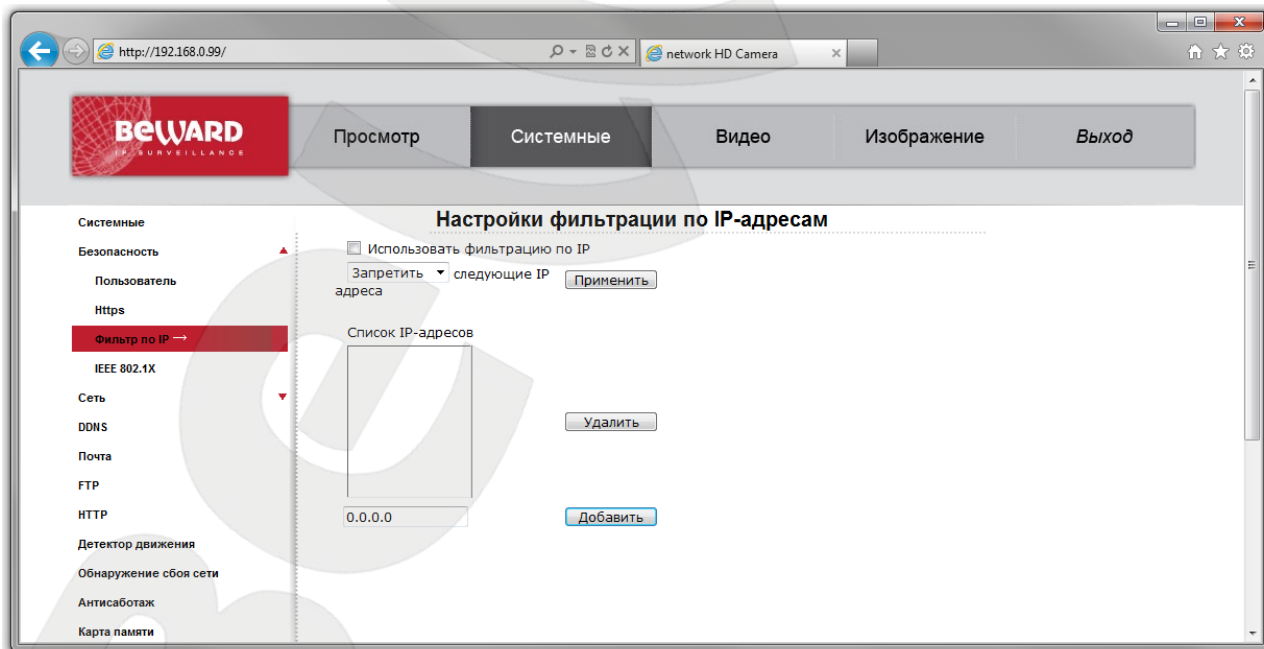 http://192.168.0.99/
network HD Camera
BEWARD
IP SURVEILLANCE
Просмотр
Системные
Видео
Изображение
Выход
Системные
Безопасность
Пользователь
Https
Фильтр по IP →
IEEE 802.1X
Сеть
DDNS
Почта
FTP
HTTP
Детектор движения
Обнаружение сбоя сети
Антисаботаж
Карта памяти
Настройки фильтрации по IP-адресам
Использовать фильтрацию по IP
Запретить следующие IP
адреса
Применить
Список IP-адресов
Удалить
0.0.0.0
Добавить